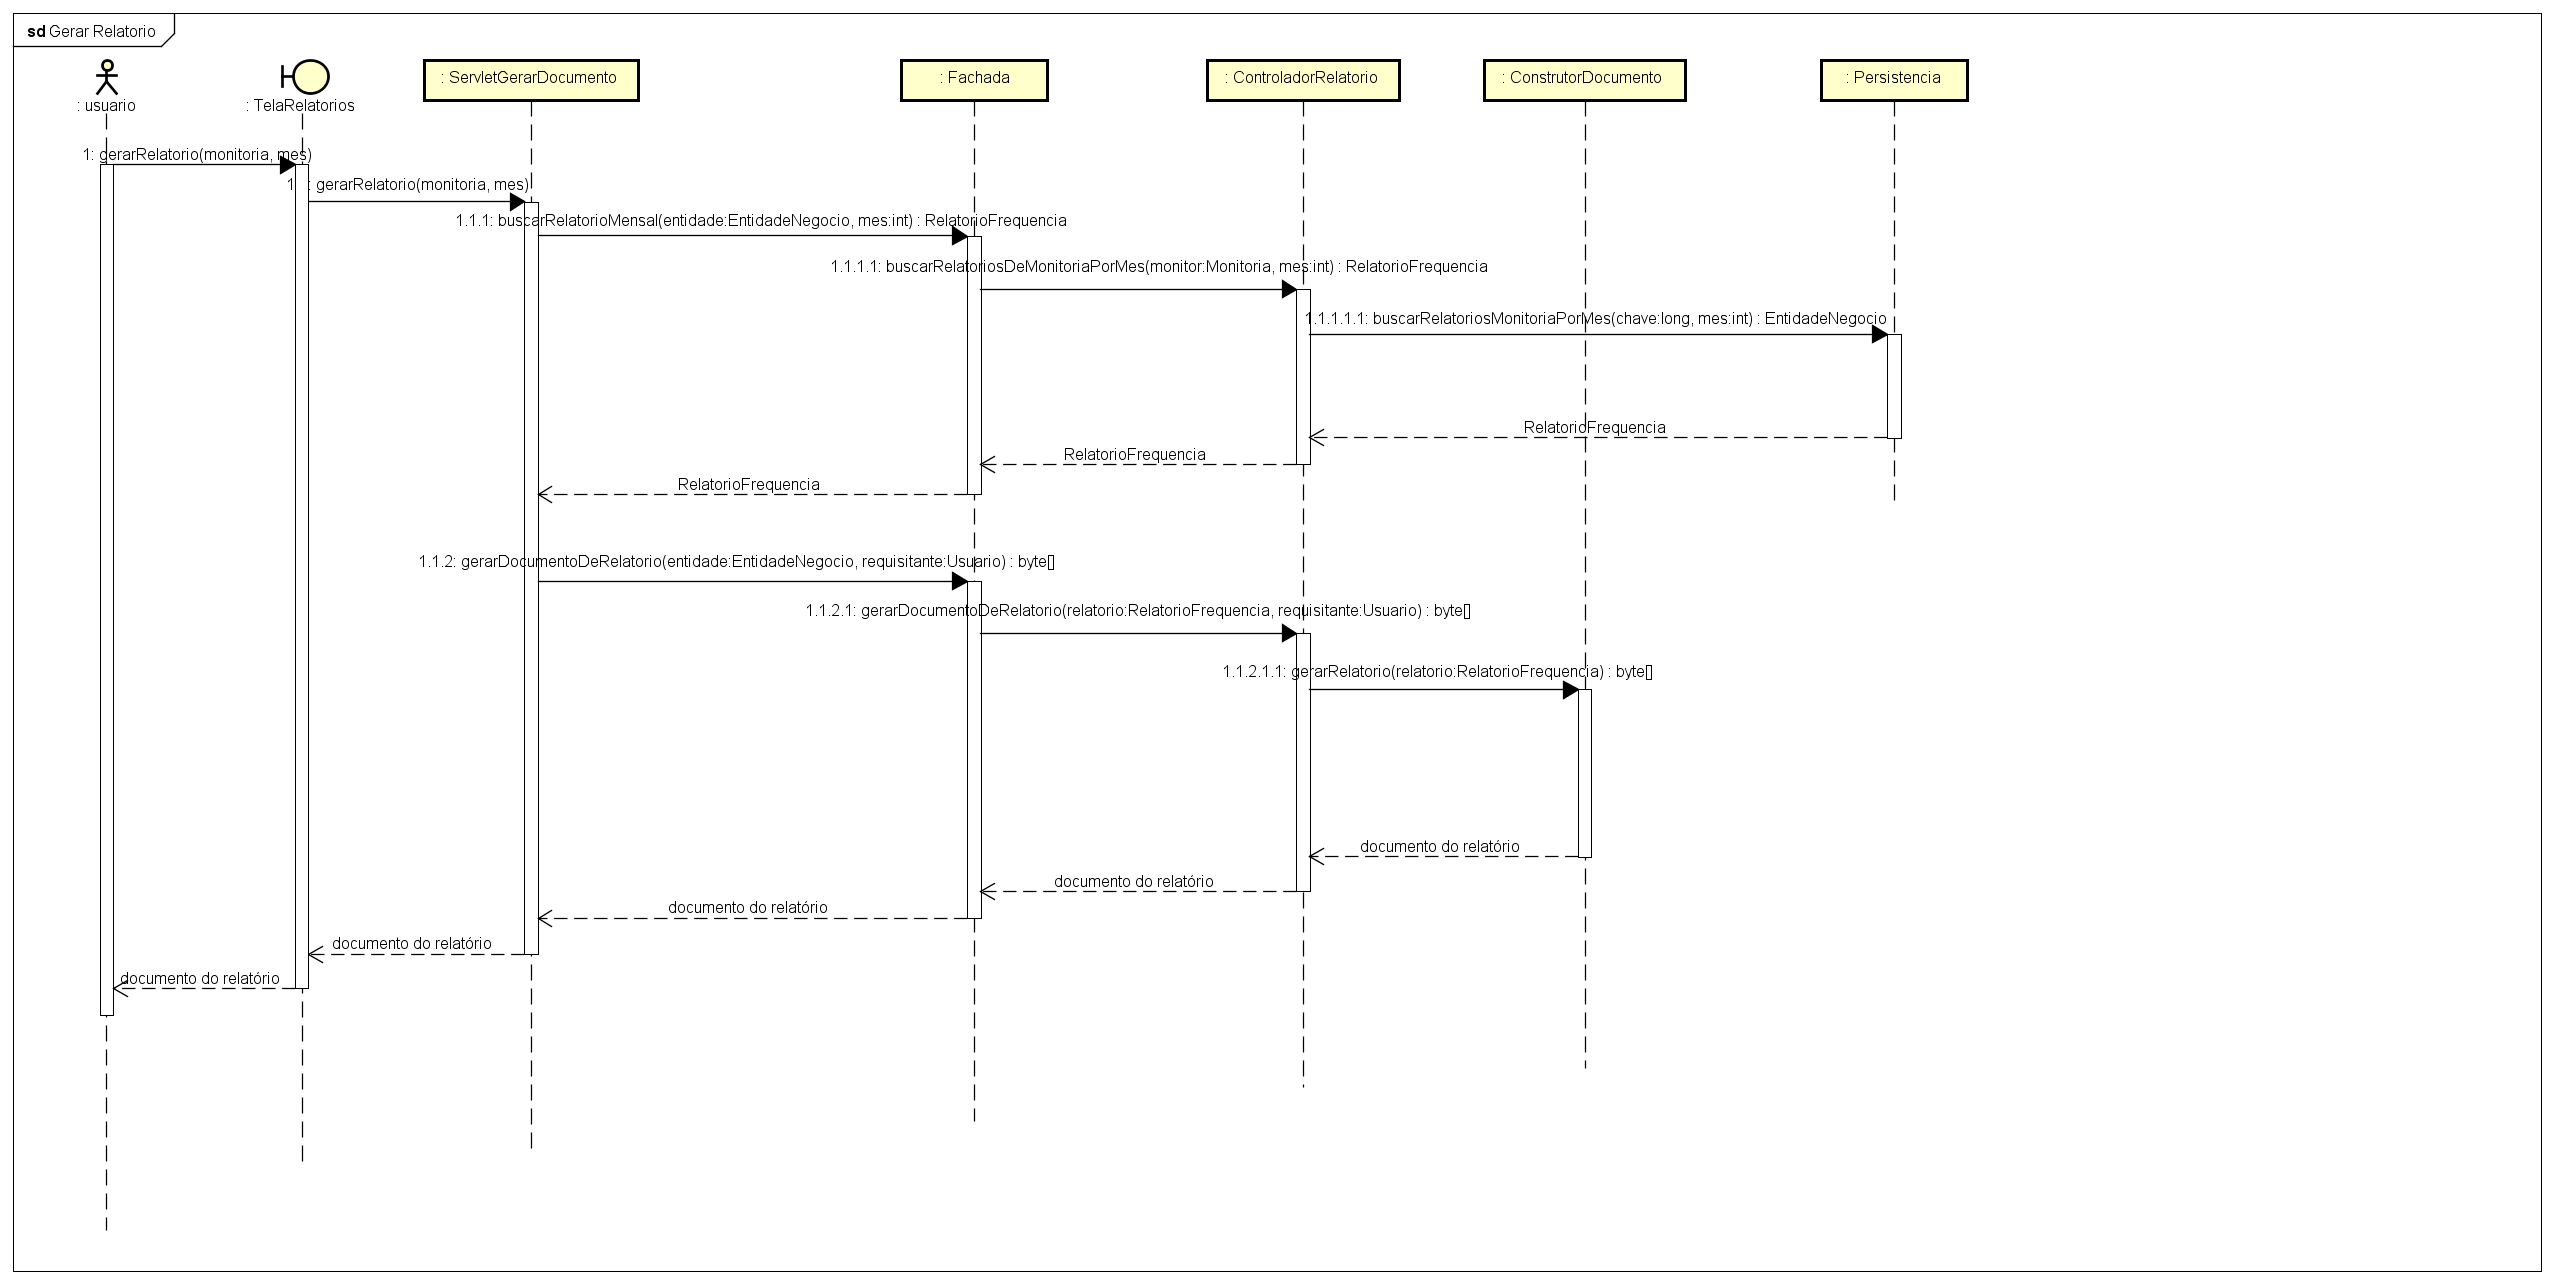 sd Gerar Relatorio
: usuario
: TelaRelatorios
: ServletGerarDocumento
: Fachada
: ControladorRelatorio
: ConstrutorDocumento
: Persistencia
1: gerarRelatorio(monitoria, mes)
1 : gerarRelatorio(monitoria, mes)
1.1.1: buscarRelatorioMensal(entidade:EntidadeNegocio, mes:int) : RelatorioFrequencia
1.1.1.1: buscarRelatoriosDeMonitoriaPorMes(monitor:Monitoria, mes:int) : RelatorioFrequencia
1.1.1.1.1: buscarRelatoriosMonitoriaPorMes(chave:long, mes:int) : EntidadeNegocio
RelatorioFrequencia
RelatorioFrequencia
RelatorioFrequencia
1.1.2: gerarDocumentoDeRelatorio(entidade:EntidadeNegocio, requisitante:Usuario) : byte[]
1.1.2.1: gerarDocumentoDeRelatorio(relatorio:RelatorioFrequencia, requisitante:Usuario) : byte[]
1.1.2.1.1: gerarRelatorio(relatorio:RelatorioFrequencia) : byte[]
documento do relatório
documento do relatório
documento do relatório
documento do relatório
documento do relatório